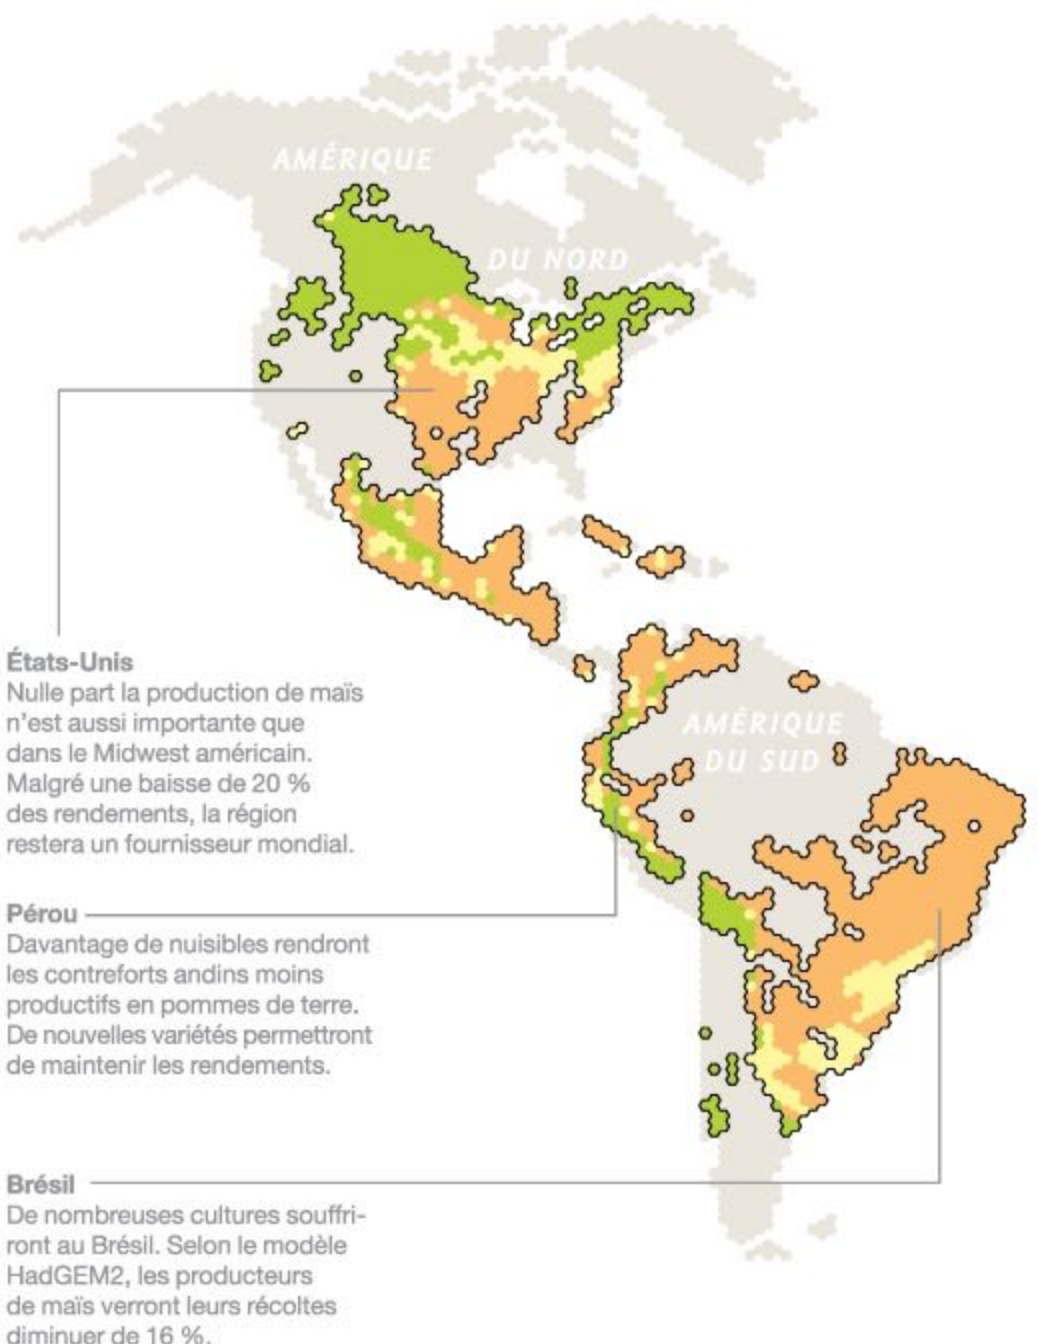 AMÉRIQUE
DU NORD
États-Unis
Nulle part la production de maïs
n'est aussi importante que
dans le Midwest américain.
Malgré une baisse de 20 %
des rendements, la région
restera un fournisseur mondial.
AMÉRIQUE
DU SUD
Pérou
Davantage de nuisibles rendront
les contreforts andins moins
productifs en pommes de terre.
De nouvelles variétés permettront
de maintenir les rendements.
Brésil
De nombreuses cultures souffri-
ront au Brésil. Selon le modèle
HadGEM2, les producteurs
de maïs verront leurs récoltes
diminuer de 16 %.